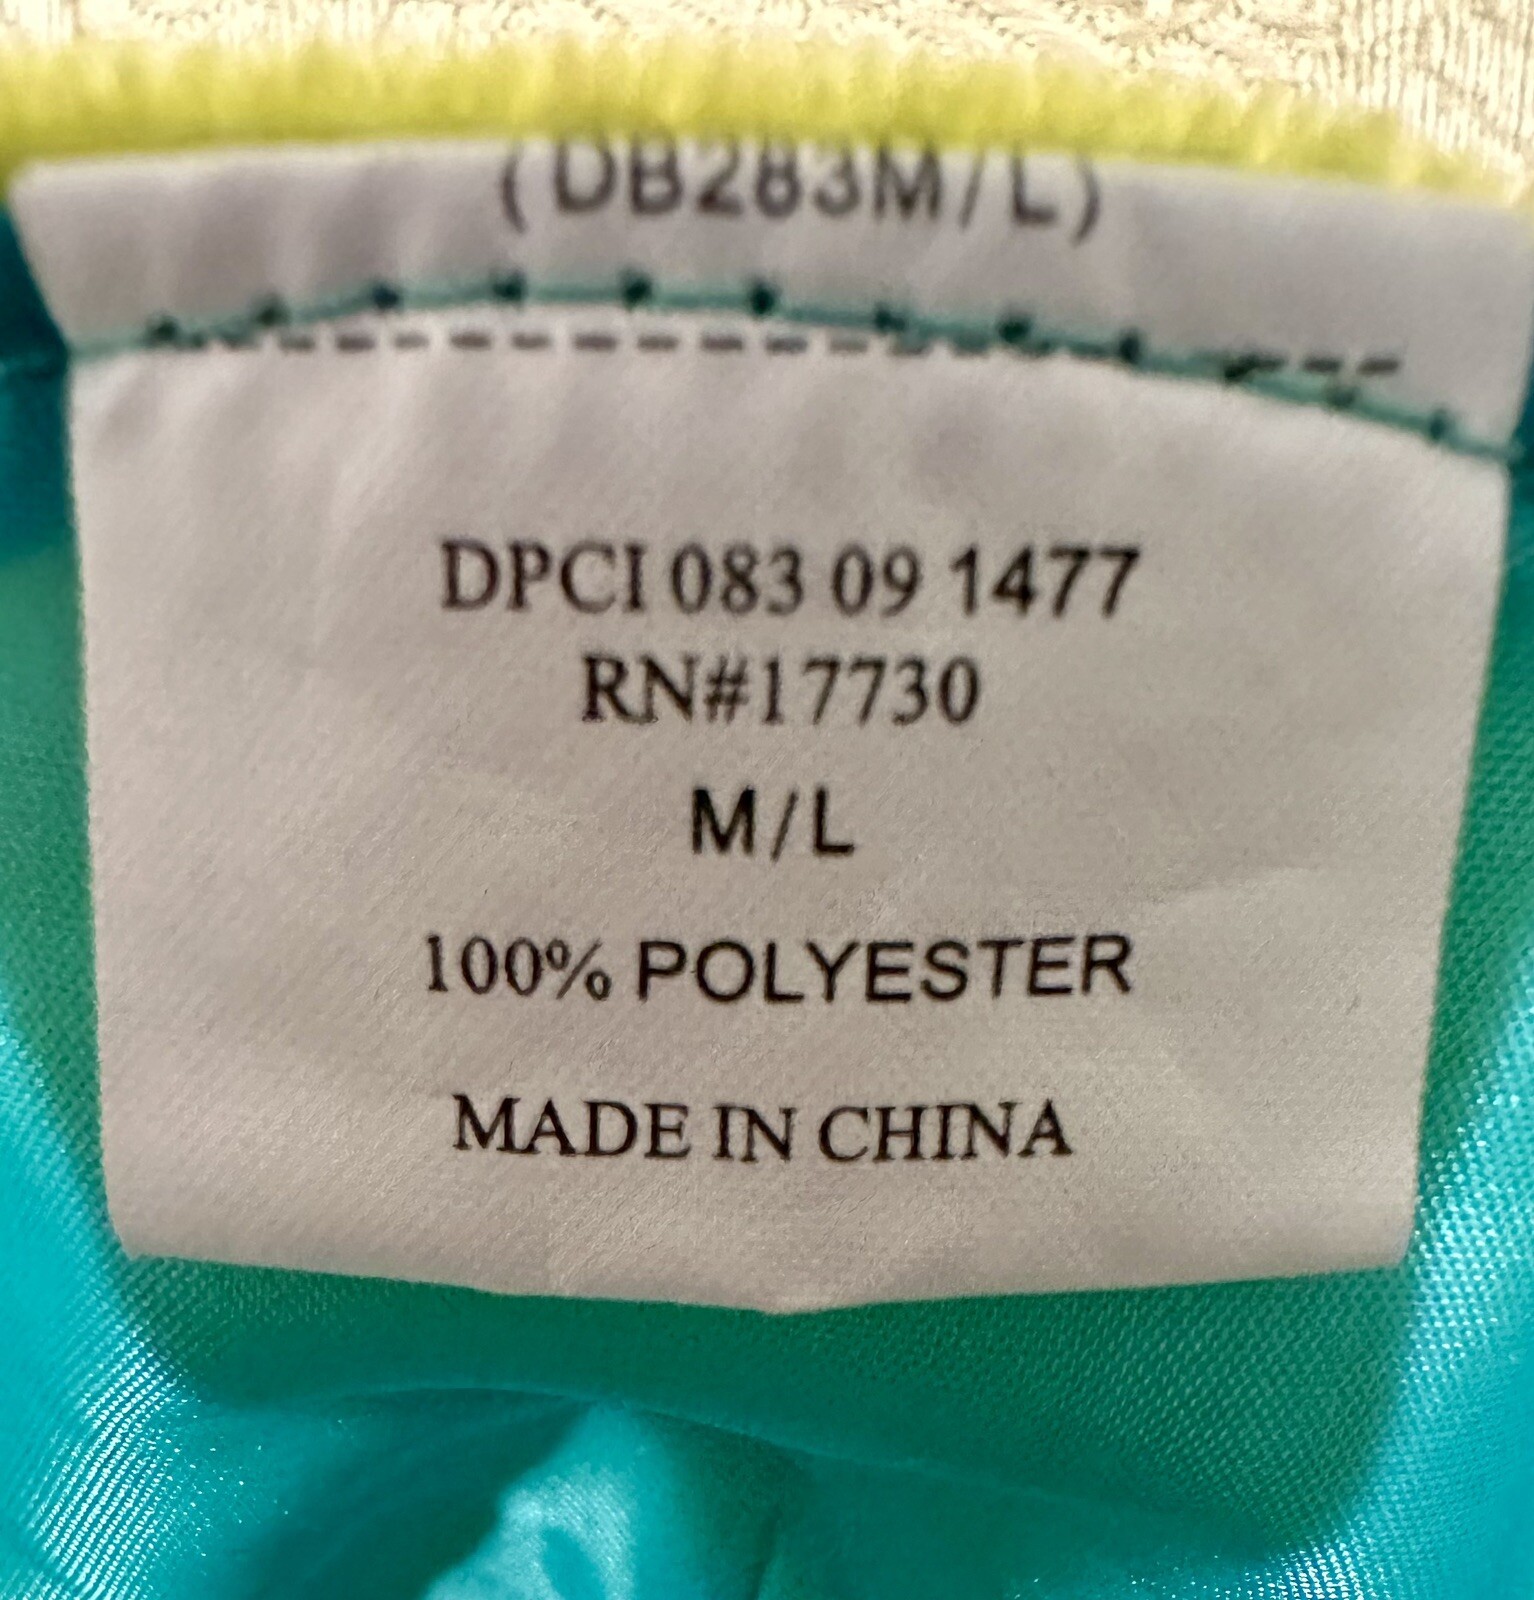 (DB283M/L)
DPCI 083 09 1477
RN#17730
M/L
100% POLYESTER
MADE IN CHINA